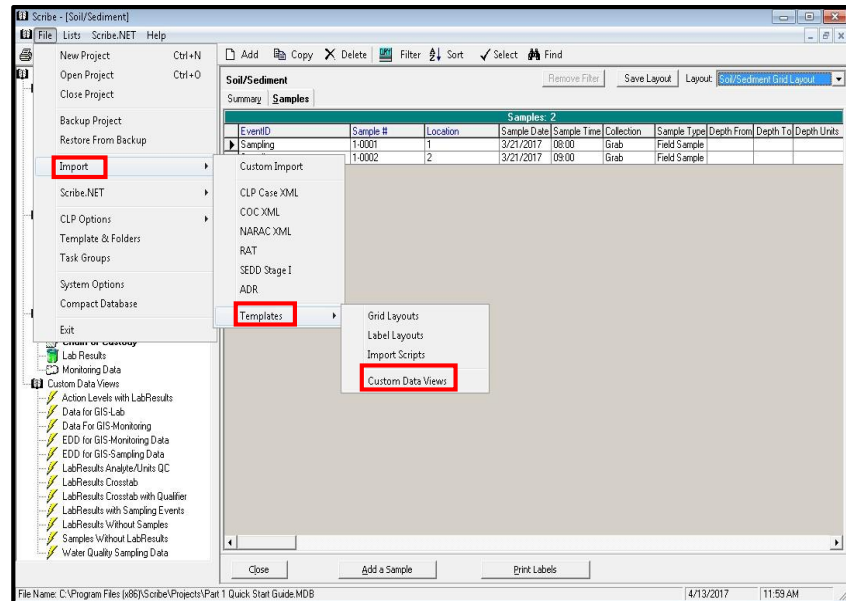 Scribe - [Soil/Sediment]
File Lists Scribe.NET Help
New Project Ctrl+N
Open Project Ctrl+O
Close Project
Backup Project
Restore From Backup
Import
Scribe.NET
CLP Options
Template & Folders
Task Groups
System Options
Compact Database
Exit
Custom Import
CLP Case XML
COC XML
NARAC XML
RAT
SEDD Stage I
ADR
Templates
Grid Layouts
Label Layouts
Import Scripts
Custom Data Views
Add Copy Delete Filter Sort Select Find
Soil/Sediment Remove Filter Save Layout Layout: Soil/Sediment Grid Layout
Summary Samples
Samples: 2
EventID Sample # Location Sample Date Sample Time Collection Sample Type Depth From Depth To Depth Units
Sampling 1-0001 1 3/21/2017 08:00 Grab Field Sample
1-0002 2 3/21/2017 09:00 Grab Field Sample
Chain of Custody
Lab Results
Monitoring Data
Custom Data Views
Action Levels with LabResults
Data for GIS-Lab
Data For GIS-Monitoring
EDD for GIS-Monitoring Data
EDD for GIS-Sampling Data
LabResults Analyte/Units QC
LabResults Crosstab
LabResults Crosstab with Qualifier
LabResults with Sampling Events
LabResults Without Samples
Samples Without LabResults
Water Quality Sampling Data
Close Add a Sample Print Labels
File Name: C:\Program Files (x86)\Scribe\Projects\Part 1 Quick Start Guide.MDB 4/13/2017 11:59 AM